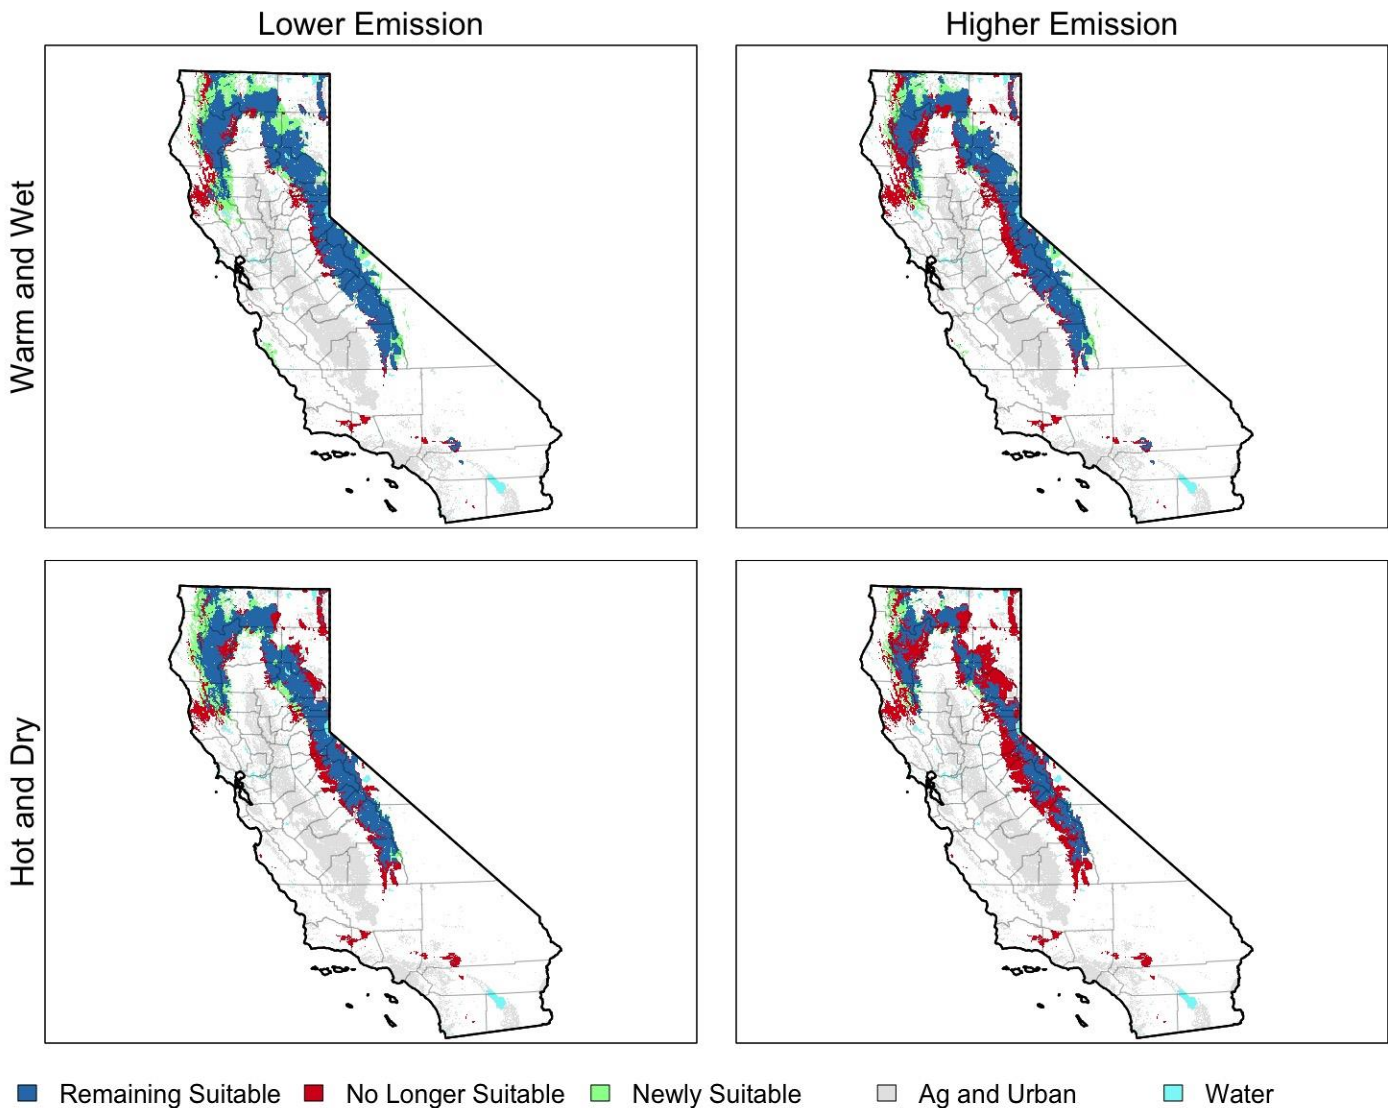 Lower Emission
Higher Emission
Warm and Wet
Hot and Dry
Remaining Suitable
No Longer Suitable
Newly Suitable
Ag and Urban
Water